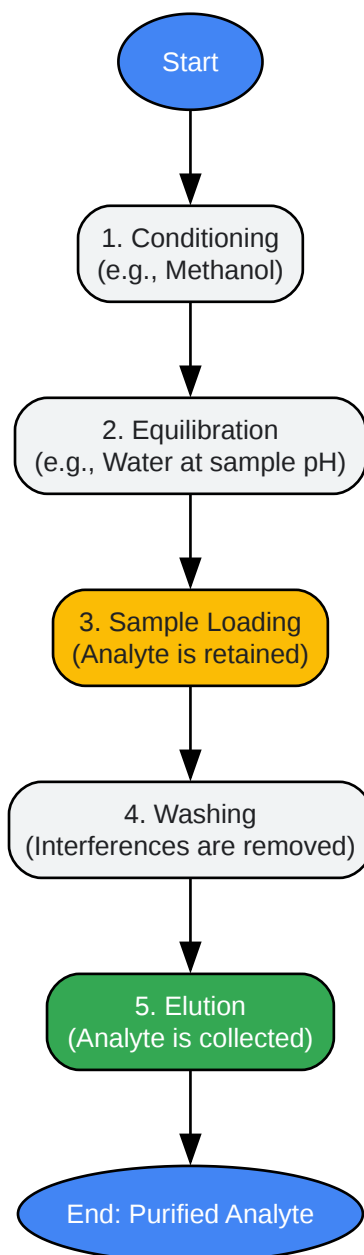 Start
1. Conditioning
(e.g., Methanol)
2. Equilibration
(e.g., Water at sample pH)
3. Sample Loading
(Analyte is retained)
4. Washing
(Interferences are removed)
5. Elution
(Analyte is collected)
End: Purified Analyte